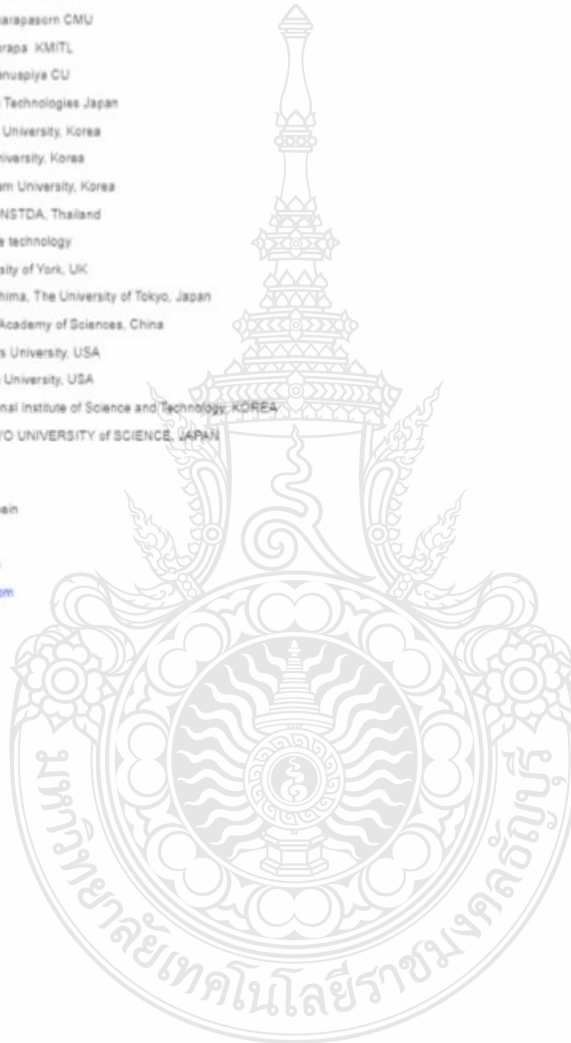 arapasorn CMU
rapa KMITL
anuspiya CU
Technologies Japan
University, Korea
niversity, Korea
am University, Korea
NSTDA, Thailand
e technology
sity of York, UK
hima, The University of Tokyo, Japan
Academy of Sciences, China
s University, USA
University, USA
nal Institute of Science and Technology, KOREA
YO UNIVERSITY of SCIENCE, JAPAN
ein
om
มหาวิทยาลัยเทคโนโลยีราชมงคลธัญบุรี